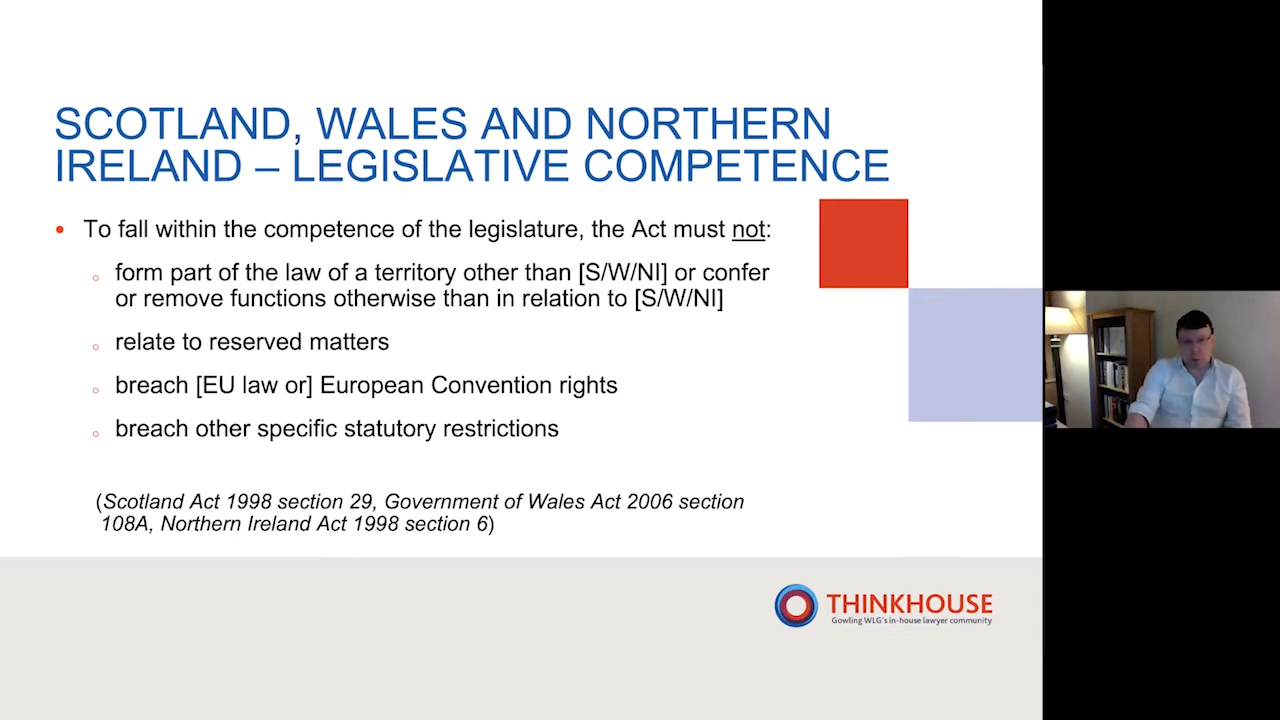 SCOTLAND, WALES AND NORTHERN
IRELAND – LEGISLATIVE COMPETENCE
• To fall within the competence of the legislature, the Act must not:
○ form part of the law of a territory other than [S/W/NI] or confer
or remove functions otherwise than in relation to [S/W/NI]
○ relate to reserved matters
○ breach [EU law or] European Convention rights
○ breach other specific statutory restrictions
(Scotland Act 1998 section 29, Government of Wales Act 2006 section
108A, Northern Ireland Act 1998 section 6)
THINKHOUSE
Gowling WLG's in-house lawyer community